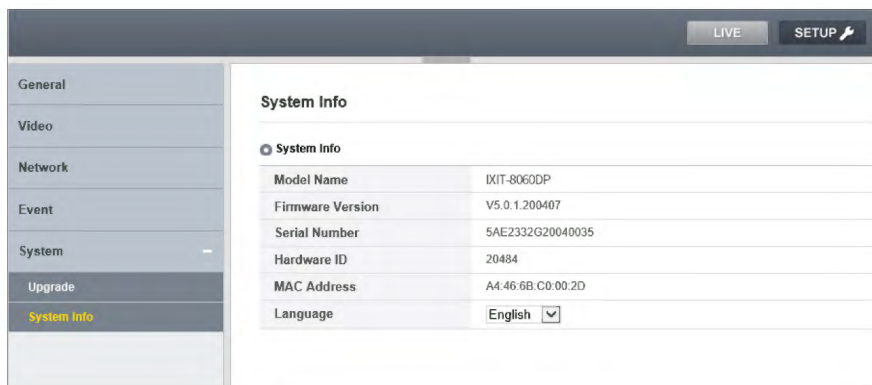 LIVE
SETUP
General
Video
Network
Event
System
Upgrade
System Info
System Info
System Info
Model Name IXIT-8060DP
Firmware Version V5.0.1.200407
Serial Number 5AE2332G20040035
Hardware ID 20484
MAC Address A4:46:6B:C0:00:2D
Language English